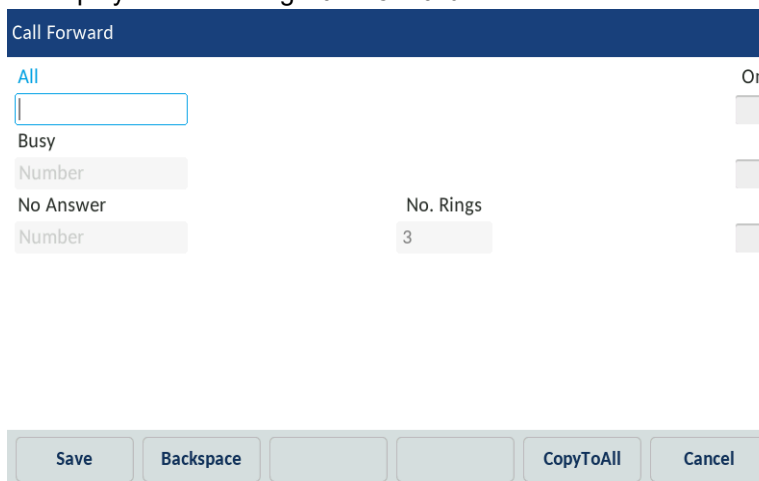 Call Forward
All
Busy
Number
No Answer No. Rings
Number 3
Save Backspace CopyToAll Cancel